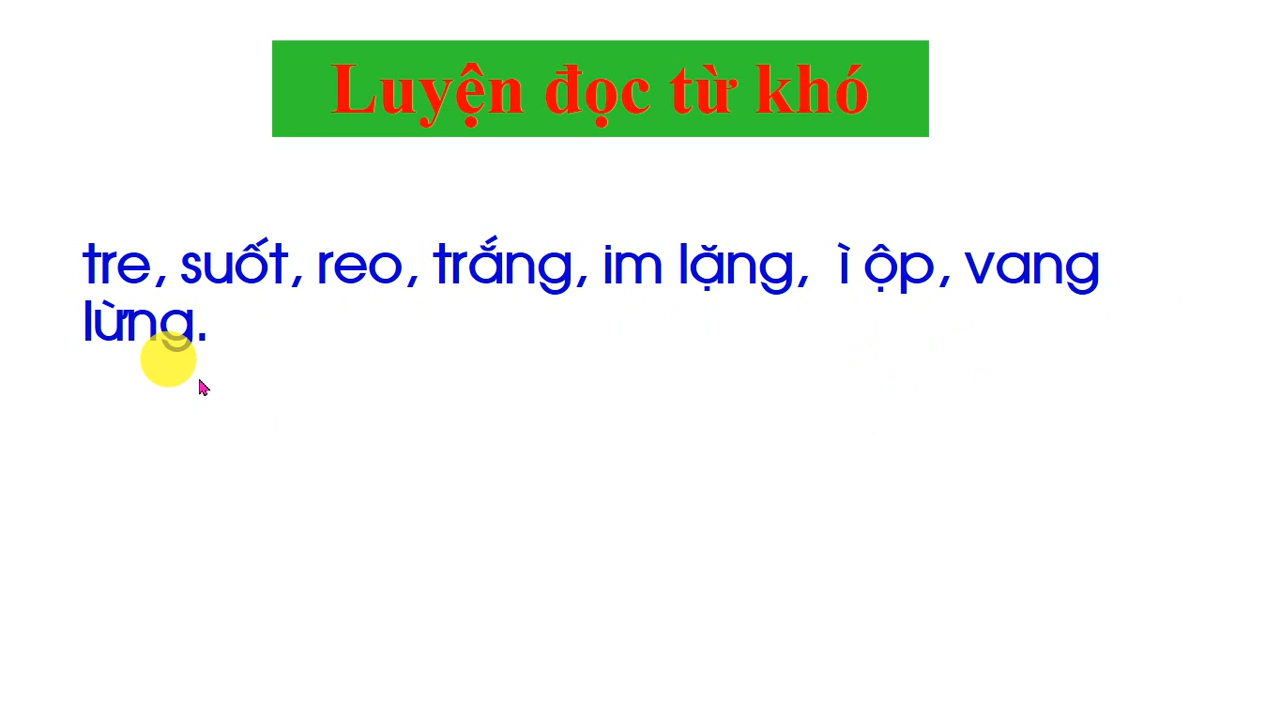 Luyện đọc từ khó
tre, suốt, reo, trắng, im lặng, ì ộp, vang
lừng.